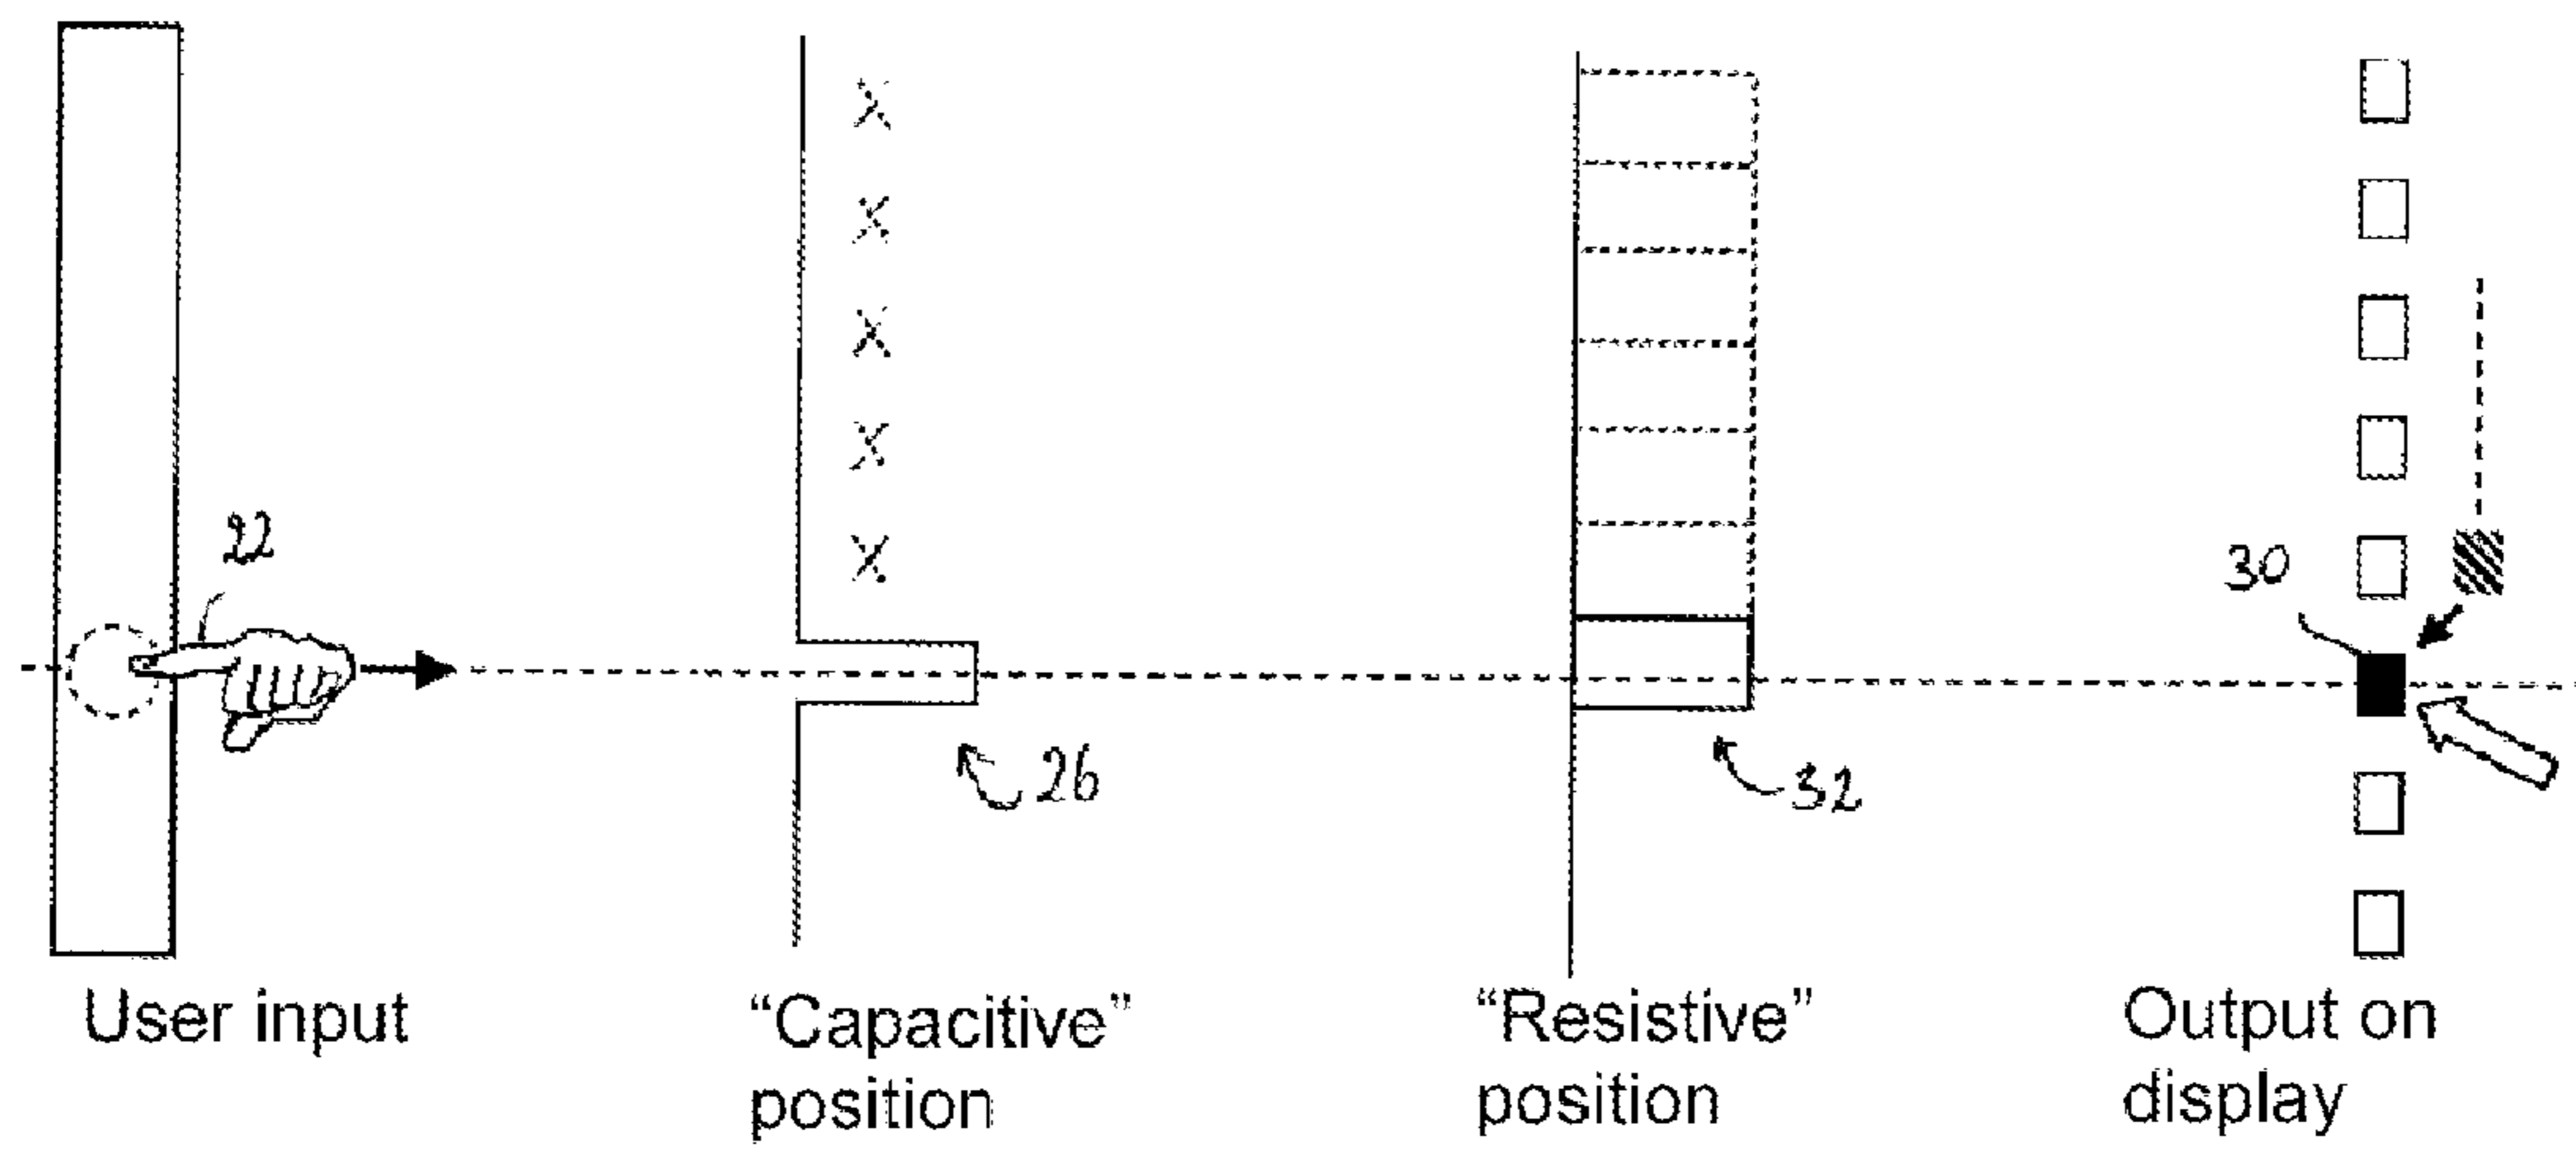 22
30
26
32
User input
“Capacitive”
position
“Resistive”
position
Output on
display